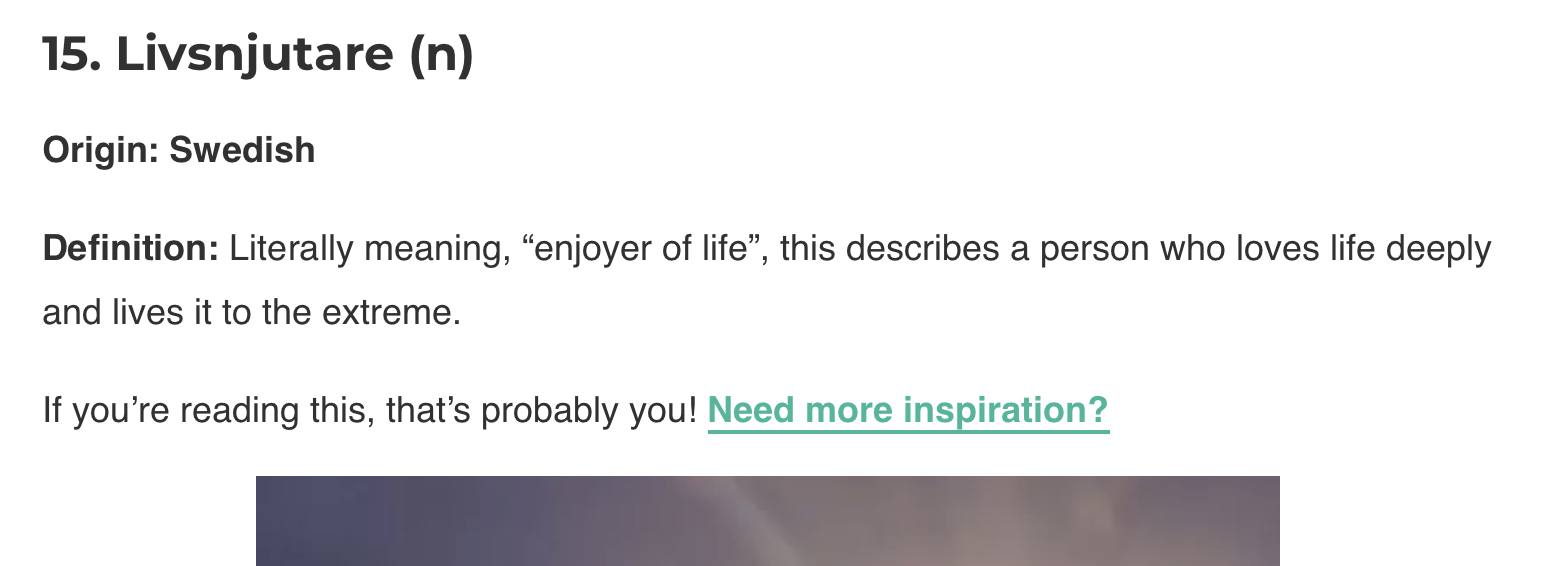 15. Livsnjutare (n)
Origin: Swedish
Definition: Literally meaning, “enjoyer of life”, this describes a person who loves life deeply
and lives it to the extreme.
If you’re reading this, that’s probably you! Need more inspiration?